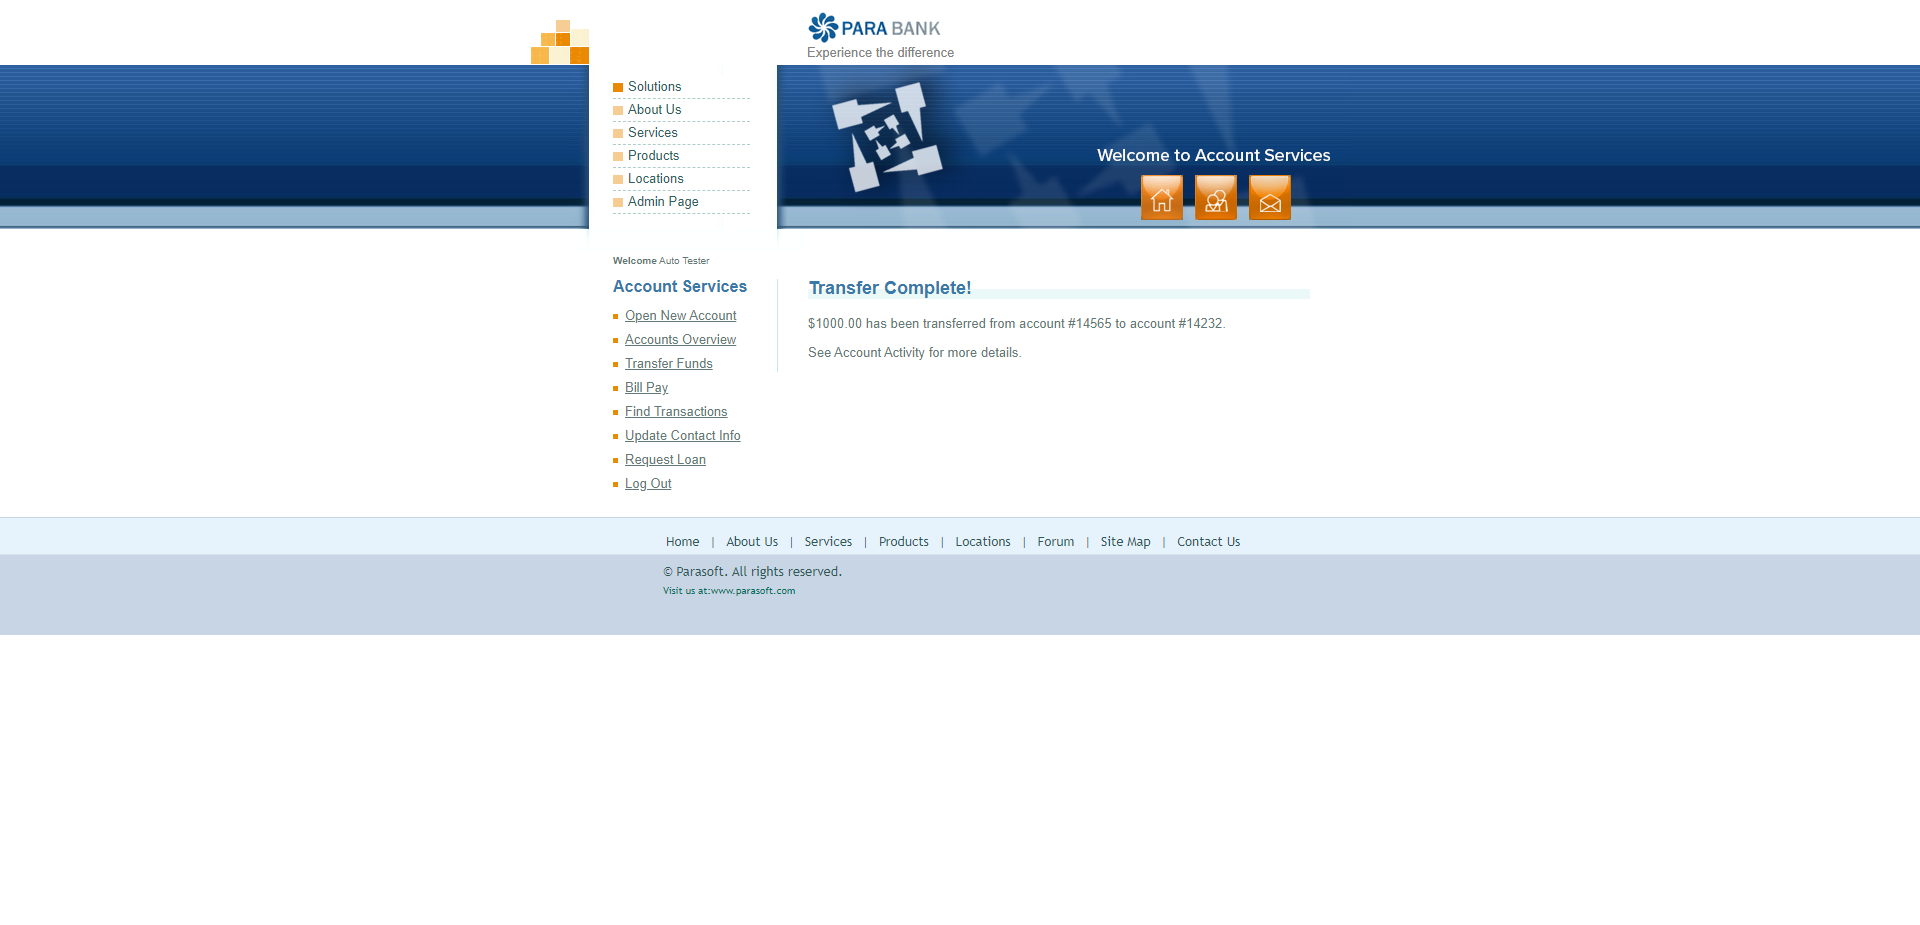 PARA BANK
Experience the difference
Solutions
About Us
Services
Products
Locations
Admin Page
Welcome to Account Services
Welcome Auto Tester
Account Services
Open New Account
Accounts Overview
Transfer Funds
Bill Pay
Find Transactions
Update Contact Info
Request Loan
Log Out
Transfer Complete!
$1000.00 has been transferred from account #14565 to account #14232.
See Account Activity for more details.
Home | About Us | Services | Products | Locations | Forum | Site Map | Contact Us
© Parasoft. All rights reserved.
Visit us at:www.parasoft.com